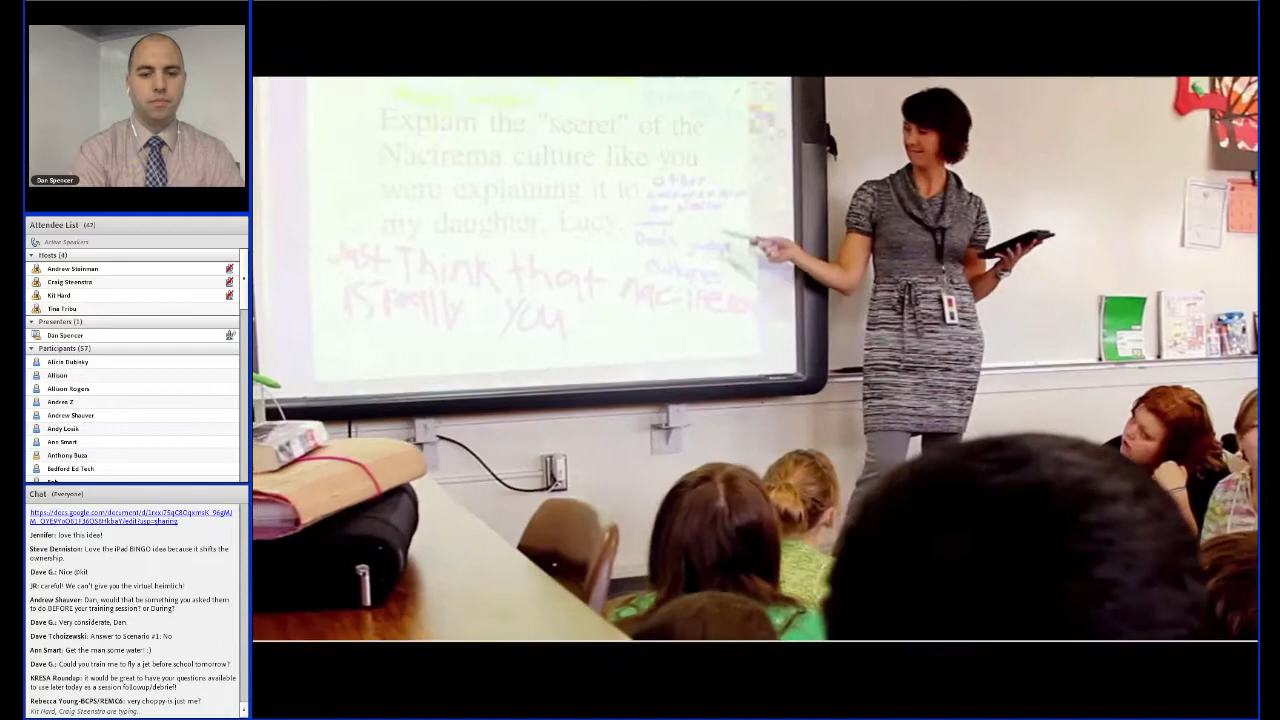 Dan Spencer
Attendee List (42)
Active Speakers
Hosts (4)
Andrew Steinman
Craig Steenstra
Kit Hard
Tina Tribu
Presenters (1)
Dan Spencer
Participants (57)
Alicia Dubinky
Allison
Allison Rogers
Andrea Z
Andrew Shauver
Andy Losik
Ann Smart
Anthony Buza
Bedford Ed Tech
Chat (Everyone)
Jennifer: love this idea!
Steve Dembston: Love the iPad BINGO idea because it shifts the
ownership.
Dave G.: Nice @kit
JR: careful! We can't give you the virtual heimlich!
Andrew Shauver: Dan, would that be something you asked them
to do BEFORE your training session? or During?
Dave G.: Very considerate, Dan.
Dave Tchoizewski: Answer to Scenario #1: No
Ann Smart: Get the man some water! :)
Dave G.: Could you train me to fly a jet before school tomorrow?
KRESA Roundup: it would be great to have your questions available
to use later today as a session followup/debrief!
Rebecca Young-BCPS/REMC6: very choppy-is just me?
Kit Hard, Craig Steenstra are typing...
Explain the "secret" of the
Nacirema culture like you
were explaining it to other
my daughter, Lucy.
Just Think that nacirema
is really you